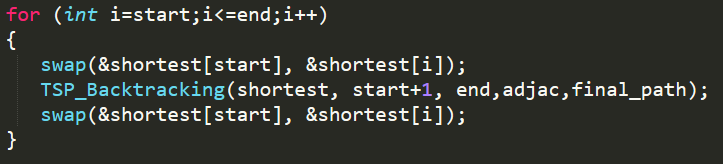 for (int i=start;i<=end;i++)
{
swap(&shortest[start], &shortest[i]);
TSP_Backtracking(shortest, start+1, end,adjac,final_path);
swap(&shortest[start], &shortest[i]);
}